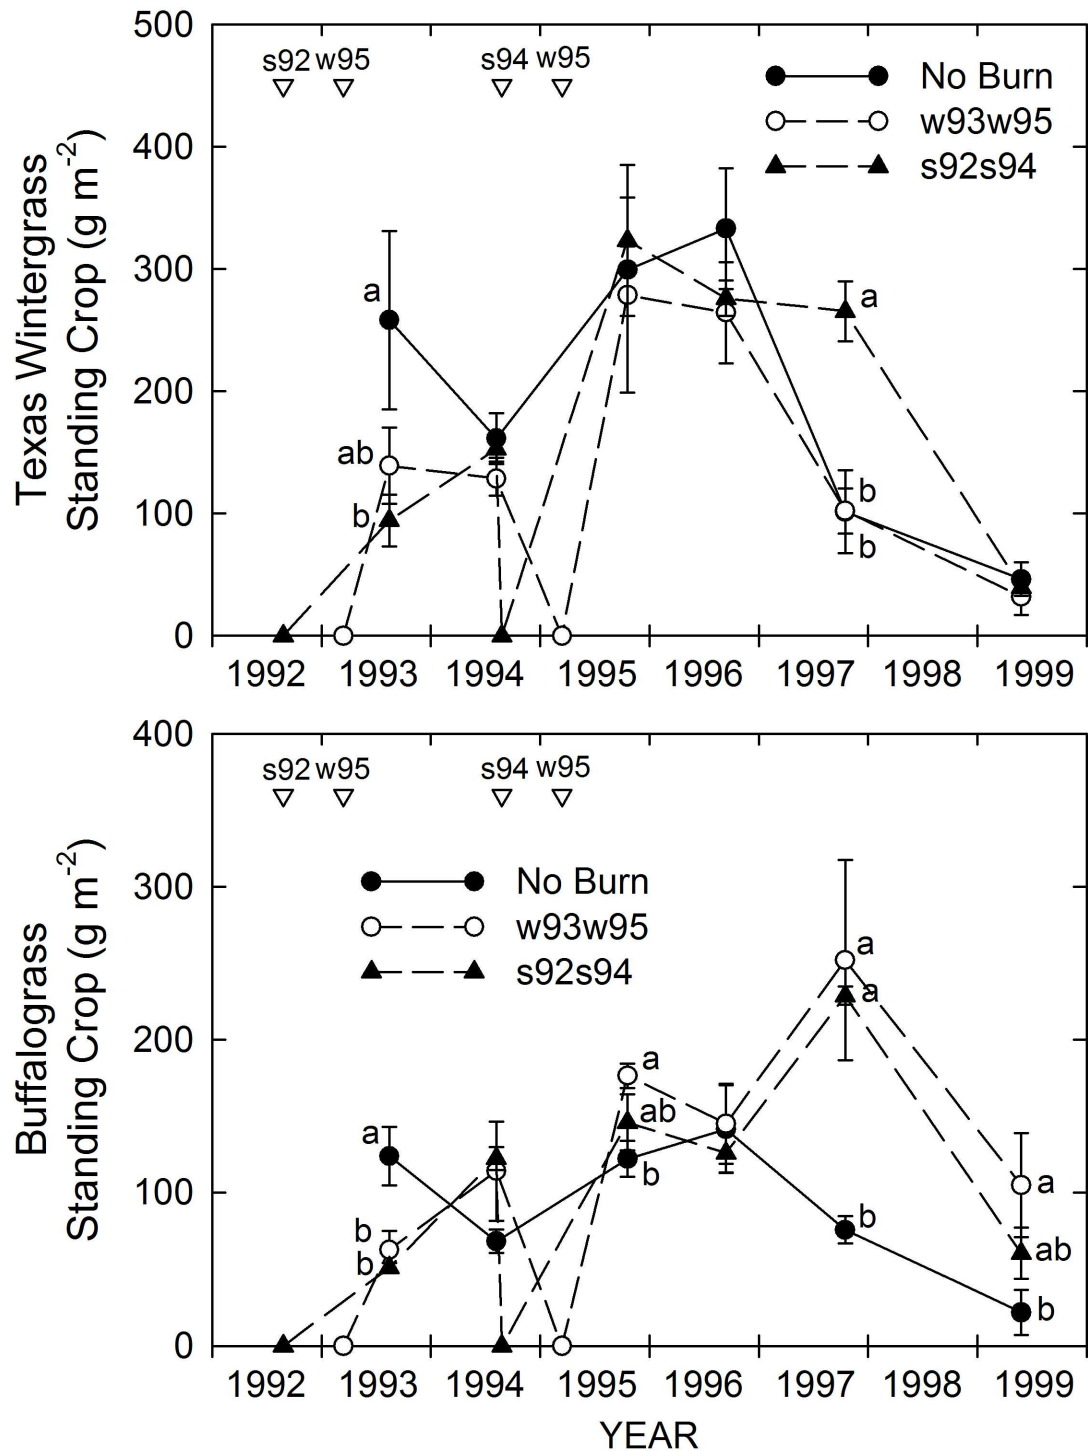 500
400
300
200
100
0
Texas Wintergrass
Standing Crop (g m-2)
s92 w95 s94 w95
No Burn
w93w95
s92s94
a
ab
b
a
b
b
1992 1993 1994 1995 1996 1997 1998 1999
400
300
200
100
0
Buffalograss
Standing Crop (g m-2)
s92 w95 s94 w95
No Burn
w93w95
s92s94
a
b
b
a
ab
b
a
a
b
a
ab
b
1992 1993 1994 1995 1996 1997 1998 1999
YEAR